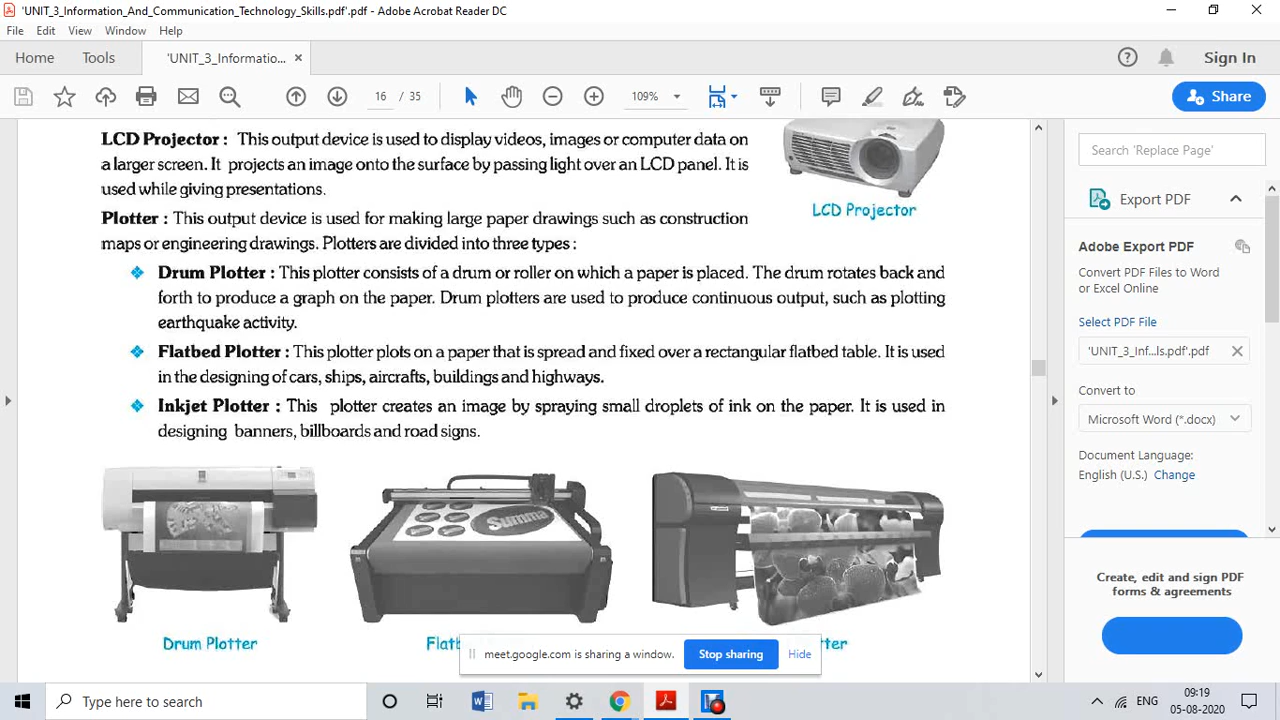 'UNIT_3_Information_And_Communication_Technology_Skills.pdf'.pdf - Adobe Acrobat Reader DC
File Edit View Window Help
Home Tools 'UNIT_3_Informatio... ×
Sign In
16 / 35
109%
Share
LCD Projector : This output device is used to display videos, images or computer data on
a larger screen. It projects an image onto the surface by passing light over an LCD panel. It is
used while giving presentations.
LCD Projector
Plotter : This output device is used for making large paper drawings such as construction
maps or engineering drawings. Plotters are divided into three types :
❖ Drum Plotter : This plotter consists of a drum or roller on which a paper is placed. The drum rotates back and
forth to produce a graph on the paper. Drum plotters are used to produce continuous output, such as plotting
earthquake activity.
❖ Flatbed Plotter : This plotter plots on a paper that is spread and fixed over a rectangular flatbed table. It is used
in the designing of cars, ships, aircrafts, buildings and highways.
❖ Inkjet Plotter : This plotter creates an image by spraying small droplets of ink on the paper. It is used in
designing banners, billboards and road signs.
Summa
Drum Plotter
meet.google.com is sharing a window. Stop sharing Hide
Search 'Replace Page'
Export PDF
Adobe Export PDF
Convert PDF Files to Word
or Excel Online
Select PDF File
'UNIT_3_Inf...ls.pdf'.pdf
Convert to
Microsoft Word (*.docx)
Document Language:
English (U.S.) Change
Create, edit and sign PDF
forms & agreements
Type here to search
ENG
09:19
05-08-2020